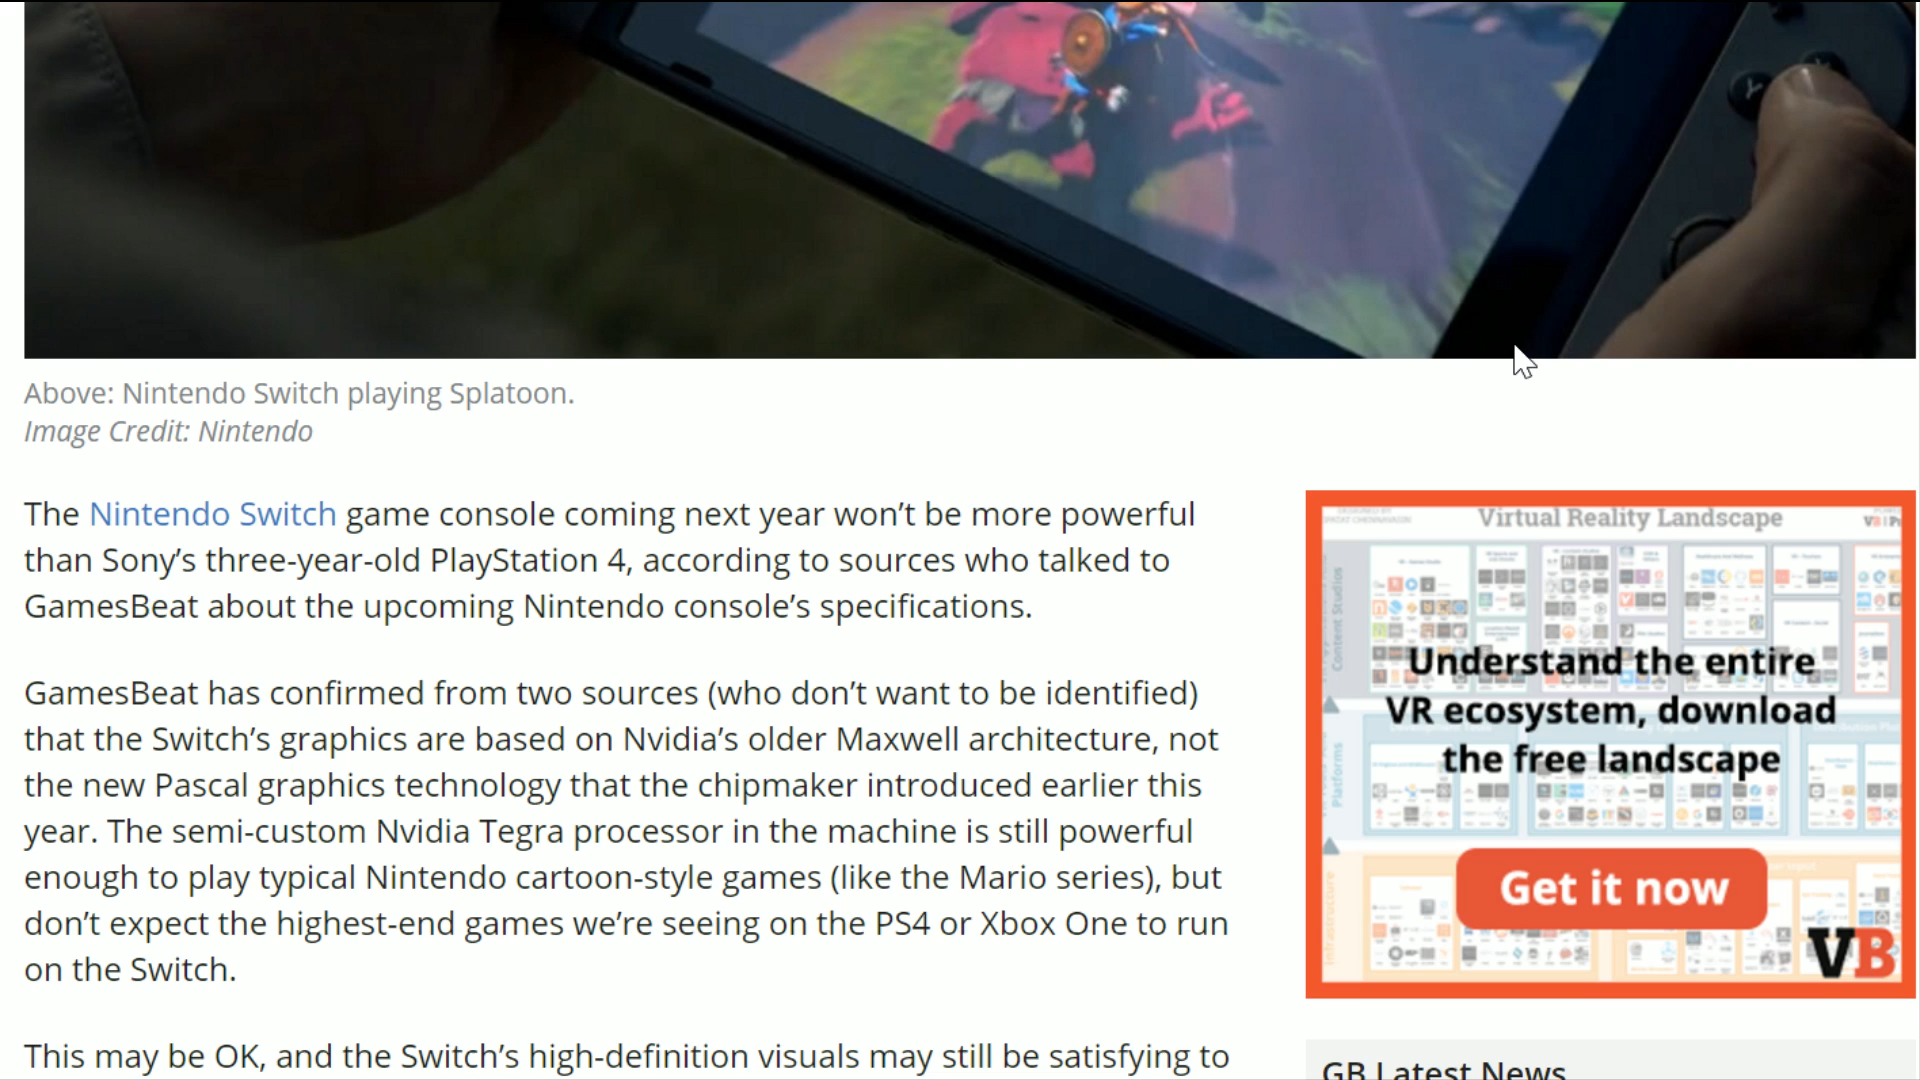 Above: Nintendo Switch playing Splatoon.
Image Credit: Nintendo
The Nintendo Switch game console coming next year won’t be more powerful
than Sony’s three-year-old PlayStation 4, according to sources who talked to
GamesBeat about the upcoming Nintendo console’s specifications.
GamesBeat has confirmed from two sources (who don’t want to be identified)
that the Switch’s graphics are based on Nvidia’s older Maxwell architecture, not
the new Pascal graphics technology that the chipmaker introduced earlier this
year. The semi-custom Nvidia Tegra processor in the machine is still powerful
enough to play typical Nintendo cartoon-style games (like the Mario series), but
don’t expect the highest-end games we’re seeing on the PS4 or Xbox One to run
on the Switch.
This may be OK, and the Switch’s high-definition visuals may still be satisfying to
Virtual Reality Landscape
Content Studios
Platforms
Infrastructure
Understand the entire
VR ecosystem, download
the free landscape
Get it now
VB
GB Latest News